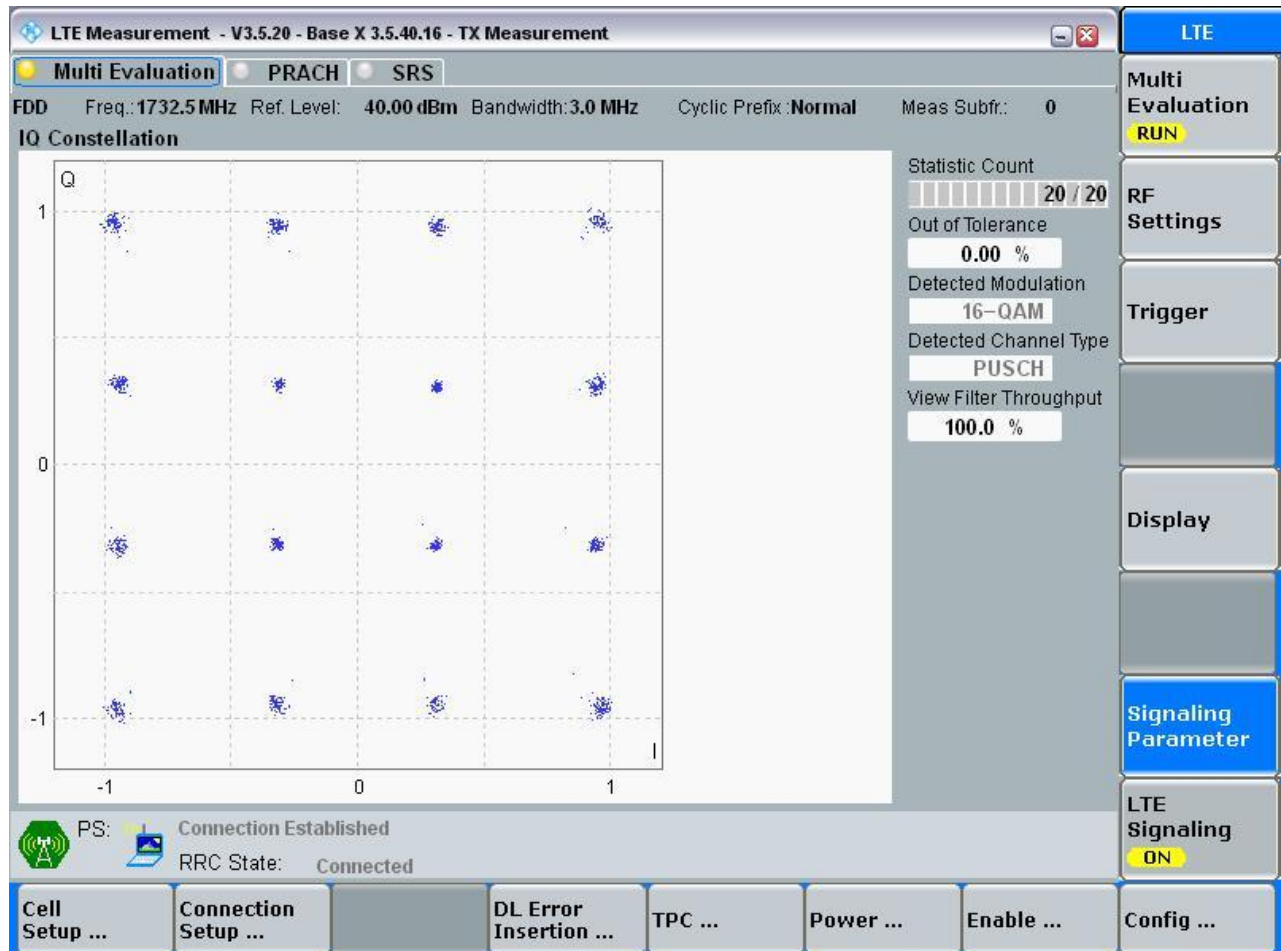 LTE Measurement - V3.5.20 - Base X 3.5.40.16 - TX Measurement
LTE
Multi Evaluation PRACH SRS
FDD Freq.: 1732.5 MHz Ref. Level: 40.00 dBm Bandwidth: 3.0 MHz Cyclic Prefix : Normal Meas Subfr.: 0
IQ Constellation
Q
1
0
-1
-1 0 1
I
Statistic Count
20 / 20
Out of Tolerance
0.00 %
Detected Modulation
16-QAM
Detected Channel Type
PUSCH
View Filter Throughput
100.0 %
Multi
Evaluation
RUN
RF
Settings
Trigger
Display
Signaling
Parameter
LTE
Signaling
ON
PS: Connection Established
RRC State: Connected
Cell
Setup ...
Connection
Setup ...
DL Error
Insertion ...
TPC ...
Power ...
Enable ...
Config ...